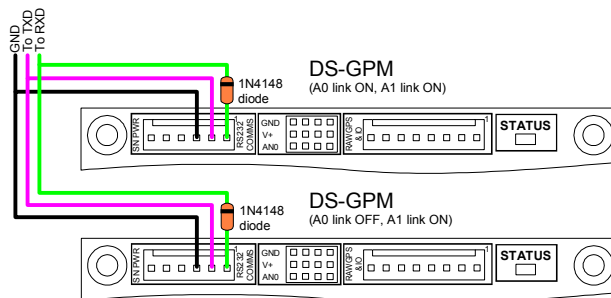 GND
To TXD
To RXD
1N4148
diode
DS-GPM
(A0 link ON, A1 link ON)
SN PWR
1
RS232
COMMS
GND
V+
AN0
RAW GPS
& IO
1
STATUS
1N4148
diode
DS-GPM
(A0 link OFF, A1 link ON)
SN PWR
1
RS232
COMMS
GND
V+
AN0
RAW GPS
& IO
1
STATUS